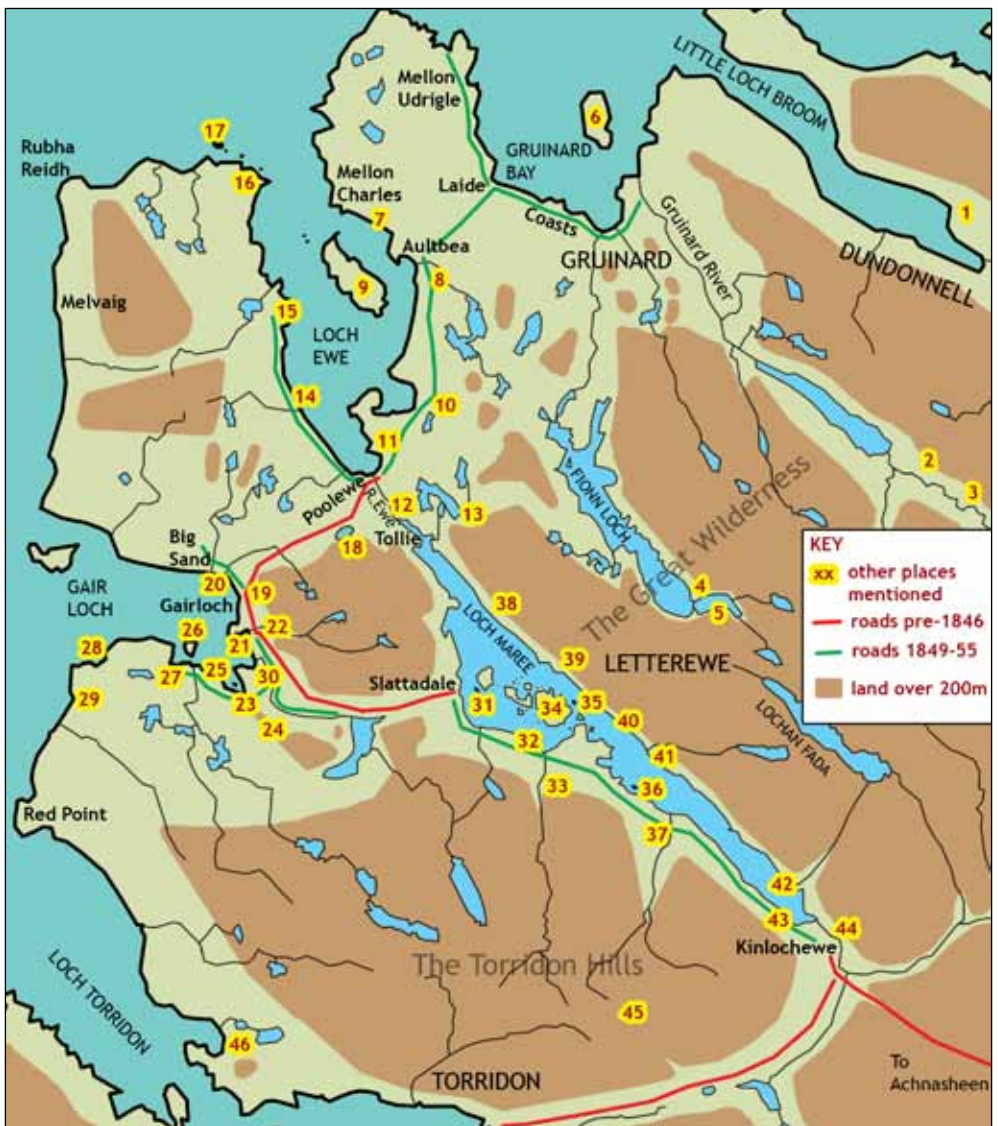 LITTLE LOCH BROOM
Mellon
Udrigle
6
17
Rubha
Reidh
GRUINARD
BAY
16
Mellon
Charles
Laide
7
Coasts
1
Aultbea
GRUINARD
Gruinard River
DUNDONNELL
8
9
Melvaig
15
LOCH
EWE
14
10
11
2
Poolewe
R. Ewe
12
13
3
FIONN LOCH
The Great Wilderness
Tollie
18
Big
Sand
KEY
xx other places
mentioned
roads pre-1846
roads 1849-55
land over 200m
20
GAIR
LOCH
Gairloch
19
4
5
38
22
26
21
LOCH MAREE
28
25
39
LETTEREWE
27
30
Slattadale
29
23
31
34
35
40
24
32
41
LOCHAN FADA
33
36
Red Point
37
42
43
44
Kinlochewe
The Torridon Hills
LOCH TORRIDON
45
46
TORRIDON
To
Achnasheen